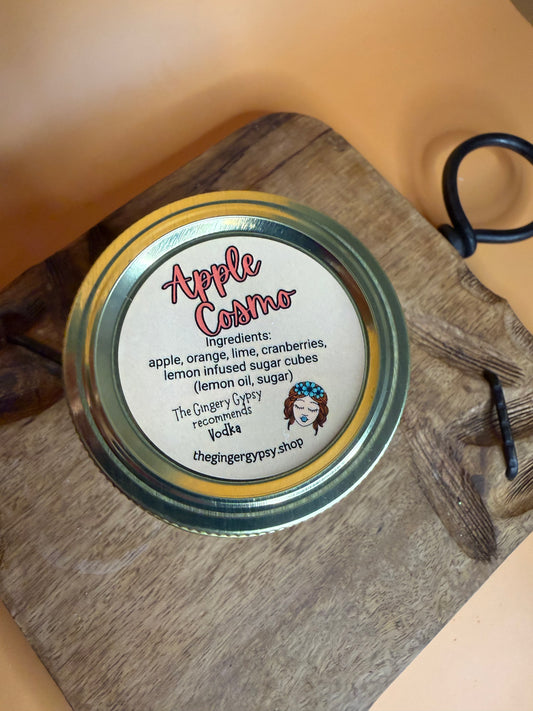 Apple
Cosmo
Ingredients:
apple, orange, lime, cranberries,
lemon infused sugar cubes
(lemon oil, sugar)
The Gingery Gypsy
recommends
Vodka
thegingergypsy.shop